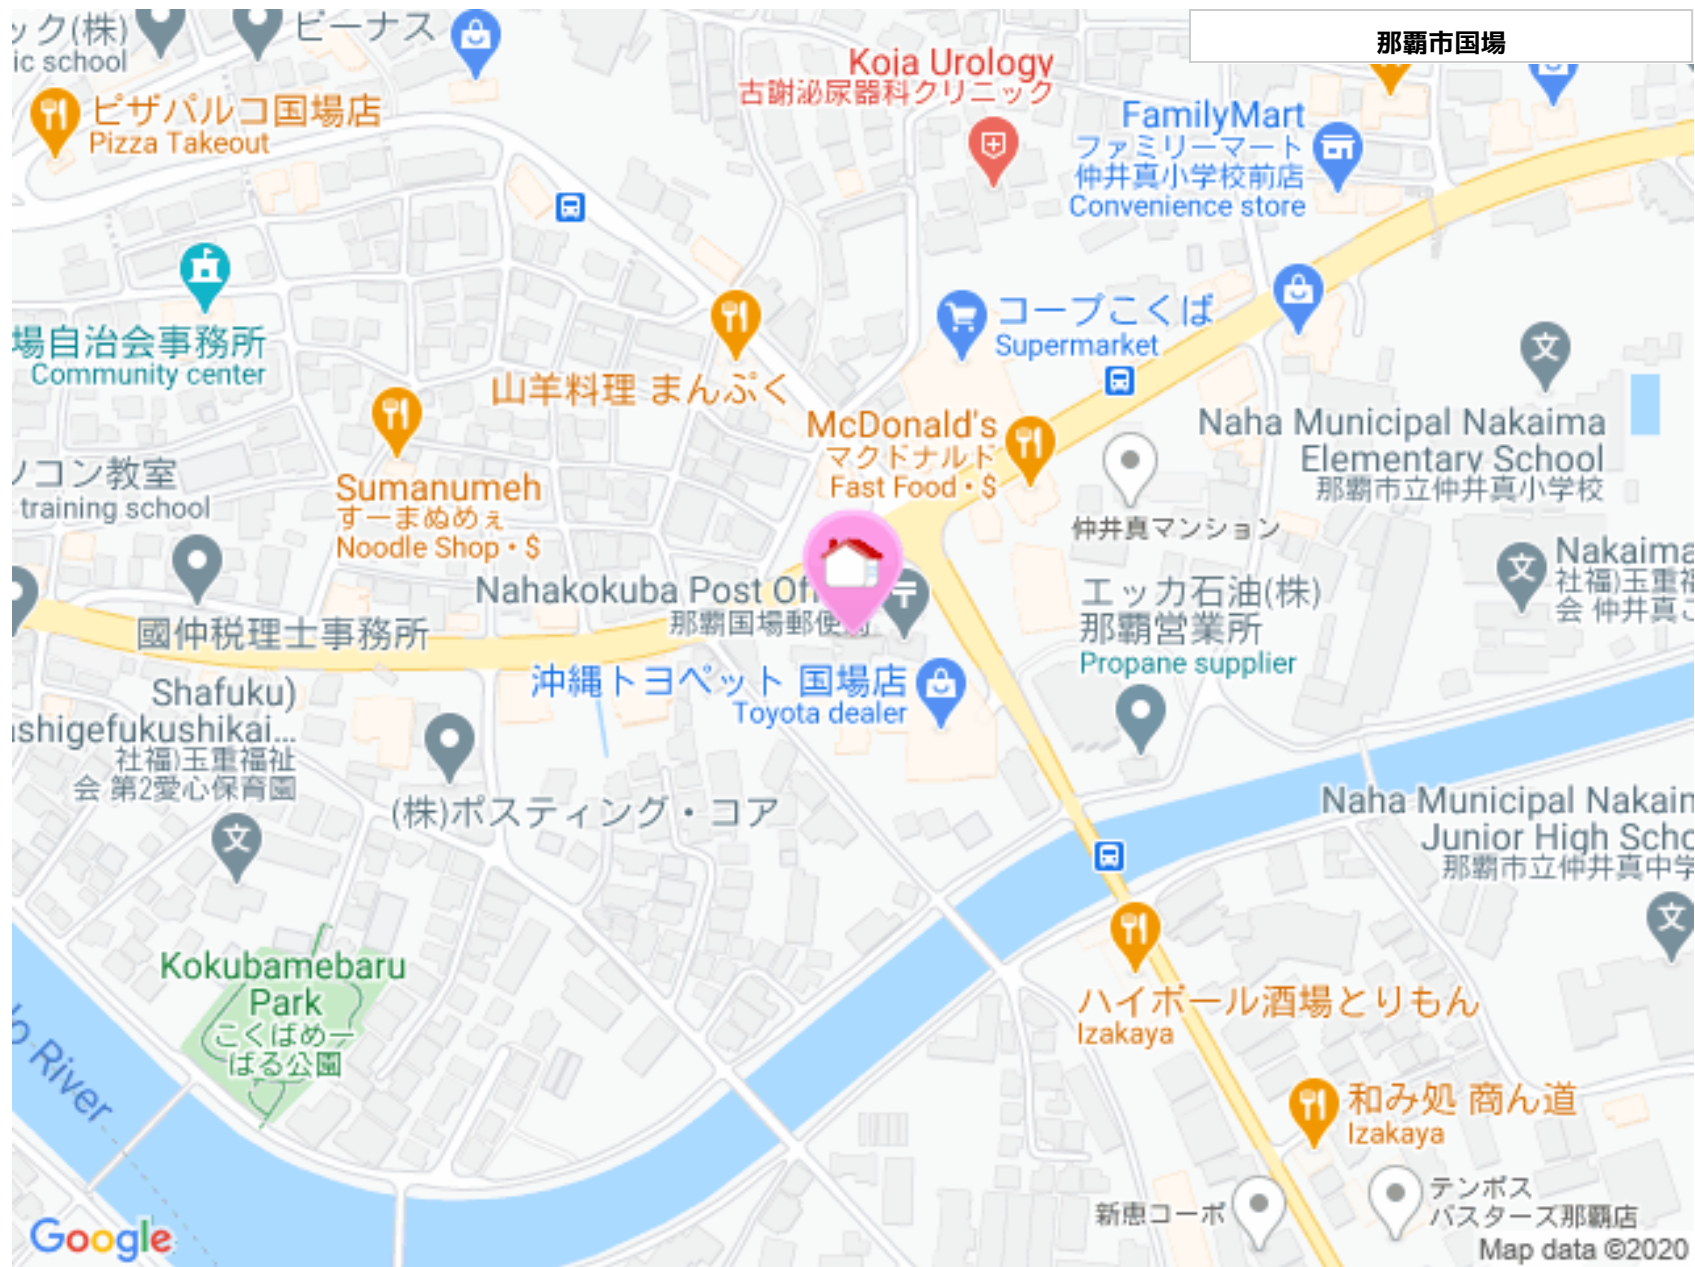 那覇市国場
ック(株)
ic school
ビーナス
ピザパルコ国場店
Pizza Takeout
Koja Urology
古謝泌尿器科クリニック
FamilyMart
ファミリーマート
仲井真小学校前店
Convenience store
場自治会事務所
Community center
コープこくば
Supermarket
山羊料理 まんぷく
McDonald's
マクドナルド
Fast Food・$
Naha Municipal Nakaima
Elementary School
那覇市立仲井真小学校
ソコン教室
training school
Sumanumeh
すーまぬめぇ
Noodle Shop・$
仲井真マンション
Nahakokuba Post Of
那覇国場郵便
國仲税理士事務所
エッカ石油(株)
那覇営業所
Propane supplier
Nakaima
社福)玉重福
会 仲井真こ
沖縄トヨペット 国場店
Toyota dealer
Shafuku)
shigefukushikai...
社福)玉重福祉
会 第2愛心保育園
(株)ポスティング・コア
Naha Municipal Nakain
Junior High Scho
那覇市立仲井真中学
Kokubamebaru
Park
こくばめー
ばる公園
ハイボール酒場とりもん
Izakaya
River
和み処 商ん道
Izakaya
新恵コーポ
テンポス
バスターズ那覇店
Google
Map data ©2020